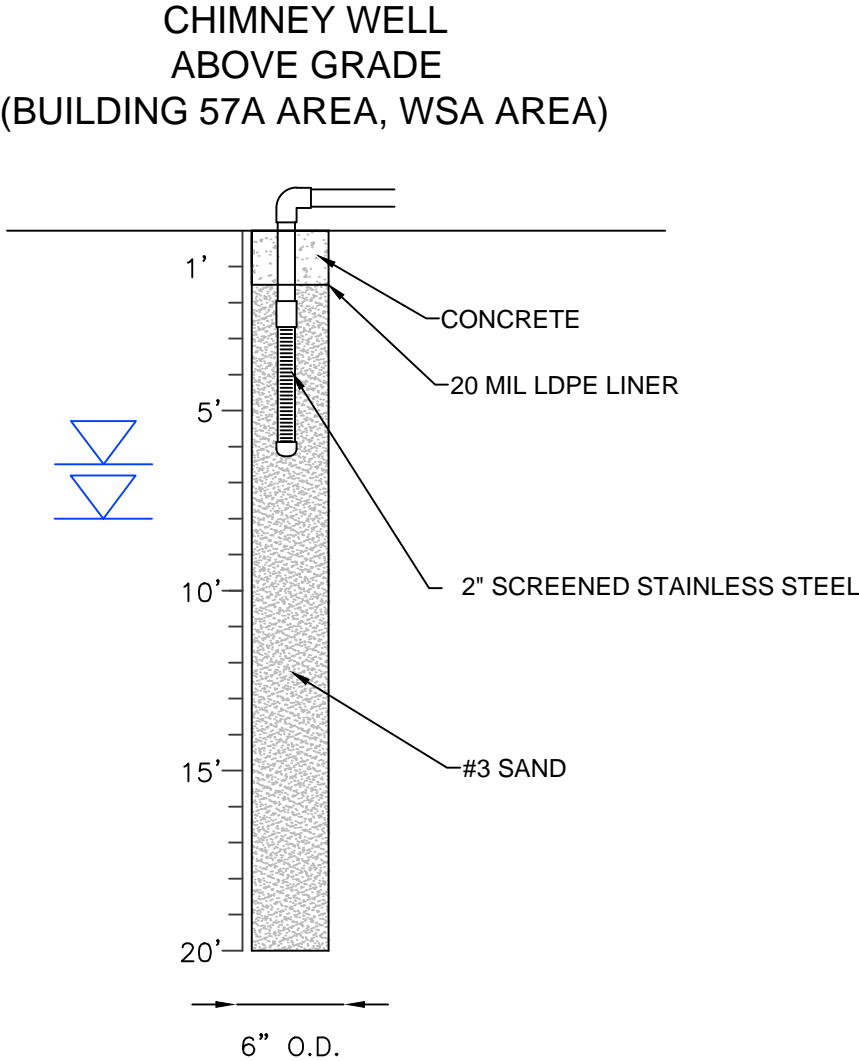 CHIMNEY WELL
ABOVE GRADE
(BUILDING 57A AREA, WSA AREA)
1’
CONCRETE
20 MIL LDPE LINER
5’
10’
2" SCREENED STAINLESS STEEL
#3 SAND
15’
20’
6” O.D.